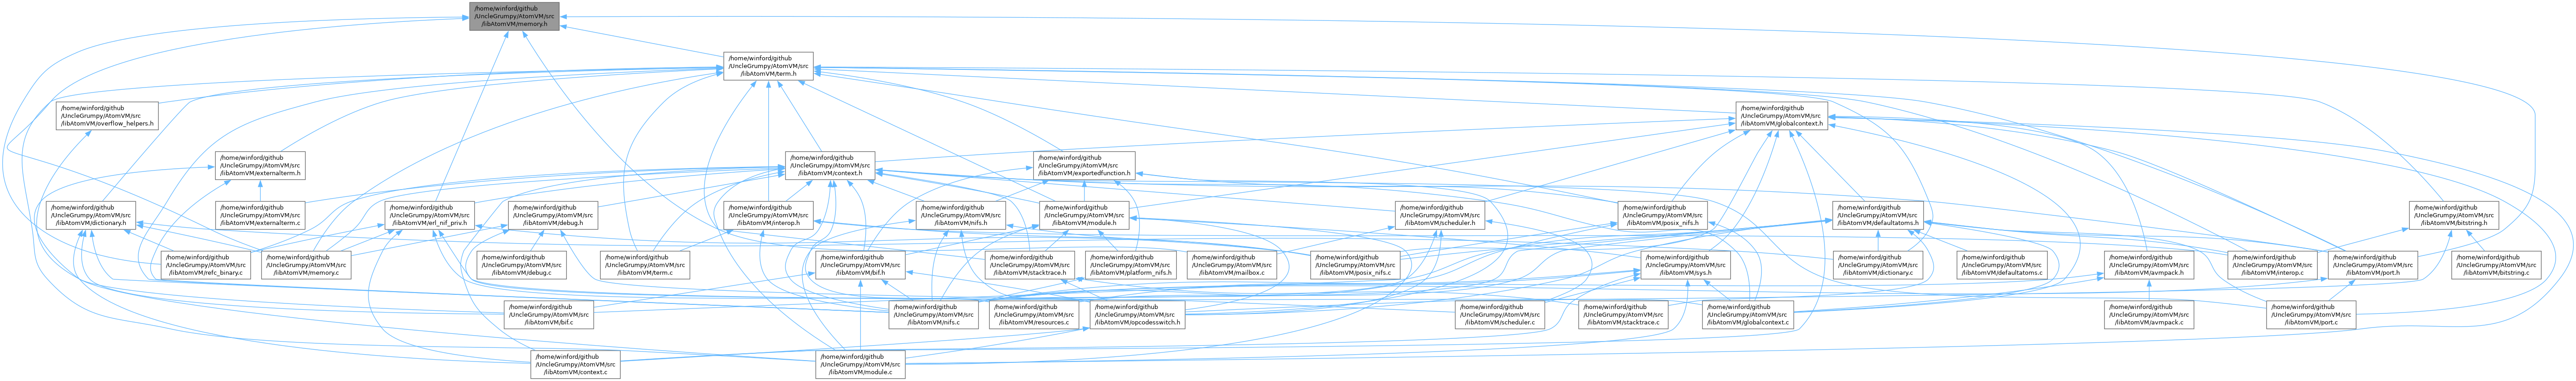 /home/winford/github
/UncleGrumpy/AtomVM/src
/libAtomVM/memory.h
/home/winford/github
/UncleGrumpy/AtomVM/src
/libAtomVM/term.h
/home/winford/github
/UncleGrumpy/AtomVM/src
/libAtomVM/overflow_helpers.h
/home/winford/github
/UncleGrumpy/AtomVM/src
/libAtomVM/globalcontext.h
/home/winford/github
/UncleGrumpy/AtomVM/src
/libAtomVM/externalterm.h
/home/winford/github
/UncleGrumpy/AtomVM/src
/libAtomVM/context.h
/home/winford/github
/UncleGrumpy/AtomVM/src
/libAtomVM/exportedfunction.h
/home/winford/github
/UncleGrumpy/AtomVM/src
/libAtomVM/dictionary.h
/home/winford/github
/UncleGrumpy/AtomVM/src
/libAtomVM/externalterm.c
/home/winford/github
/UncleGrumpy/AtomVM/src
/libAtomVM/erl_nif_priv.h
/home/winford/github
/UncleGrumpy/AtomVM/src
/libAtomVM/debug.h
/home/winford/github
/UncleGrumpy/AtomVM/src
/libAtomVM/interop.h
/home/winford/github
/UncleGrumpy/AtomVM/src
/libAtomVM/nifs.h
/home/winford/github
/UncleGrumpy/AtomVM/src
/libAtomVM/module.h
/home/winford/github
/UncleGrumpy/AtomVM/src
/libAtomVM/scheduler.h
/home/winford/github
/UncleGrumpy/AtomVM/src
/libAtomVM/posix_nifs.h
/home/winford/github
/UncleGrumpy/AtomVM/src
/libAtomVM/defaultatoms.h
/home/winford/github
/UncleGrumpy/AtomVM/src
/libAtomVM/bitstring.h
/home/winford/github
/UncleGrumpy/AtomVM/src
/libAtomVM/refc_binary.c
/home/winford/github
/UncleGrumpy/AtomVM/src
/libAtomVM/memory.c
/home/winford/github
/UncleGrumpy/AtomVM/src
/libAtomVM/debug.c
/home/winford/github
/UncleGrumpy/AtomVM/src
/libAtomVM/term.c
/home/winford/github
/UncleGrumpy/AtomVM/src
/libAtomVM/bif.h
/home/winford/github
/UncleGrumpy/AtomVM/src
/libAtomVM/stacktrace.h
/home/winford/github
/UncleGrumpy/AtomVM/src
/libAtomVM/platform_nifs.h
/home/winford/github
/UncleGrumpy/AtomVM/src
/libAtomVM/mailbox.c
/home/winford/github
/UncleGrumpy/AtomVM/src
/libAtomVM/posix_nifs.c
/home/winford/github
/UncleGrumpy/AtomVM/src
/libAtomVM/sys.h
/home/winford/github
/UncleGrumpy/AtomVM/src
/libAtomVM/dictionary.c
/home/winford/github
/UncleGrumpy/AtomVM/src
/libAtomVM/defaultatoms.c
/home/winford/github
/UncleGrumpy/AtomVM/src
/libAtomVM/avmpack.h
/home/winford/github
/UncleGrumpy/AtomVM/src
/libAtomVM/interop.c
/home/winford/github
/UncleGrumpy/AtomVM/src
/libAtomVM/port.h
/home/winford/github
/UncleGrumpy/AtomVM/src
/libAtomVM/bitstring.c
/home/winford/github
/UncleGrumpy/AtomVM/src
/libAtomVM/bif.c
/home/winford/github
/UncleGrumpy/AtomVM/src
/libAtomVM/nifs.c
/home/winford/github
/UncleGrumpy/AtomVM/src
/libAtomVM/resources.c
/home/winford/github
/UncleGrumpy/AtomVM/src
/libAtomVM/opcodesswitch.h
/home/winford/github
/UncleGrumpy/AtomVM/src
/libAtomVM/scheduler.c
/home/winford/github
/UncleGrumpy/AtomVM/src
/libAtomVM/stacktrace.c
/home/winford/github
/UncleGrumpy/AtomVM/src
/libAtomVM/globalcontext.c
/home/winford/github
/UncleGrumpy/AtomVM/src
/libAtomVM/avmpack.c
/home/winford/github
/UncleGrumpy/AtomVM/src
/libAtomVM/port.c
/home/winford/github
/UncleGrumpy/AtomVM/src
/libAtomVM/context.c
/home/winford/github
/UncleGrumpy/AtomVM/src
/libAtomVM/module.c